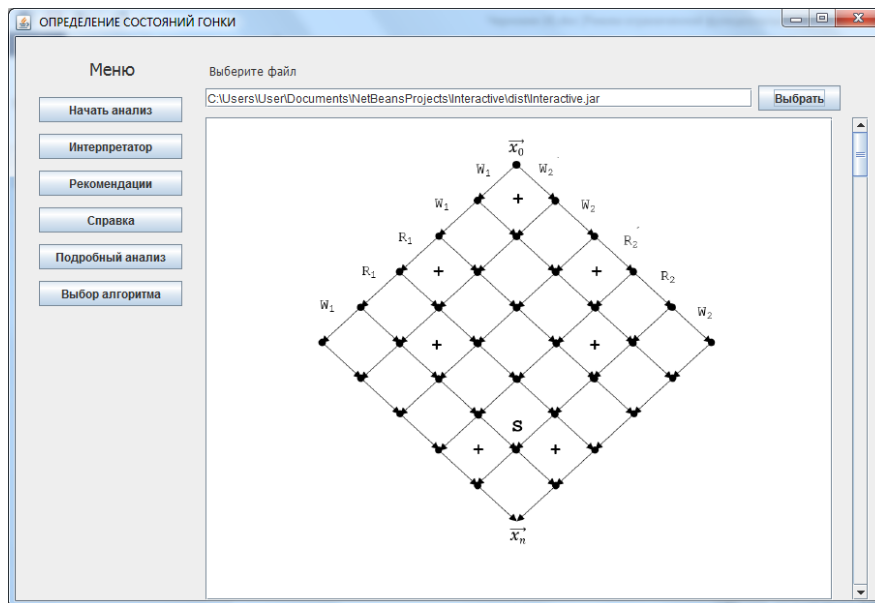 ОПРЕДЕЛЕНИЕ СОСТОЯНИЙ ГОНКИ
Меню
Начать анализ
Интерпретатор
Рекомендации
Справка
Подробный анализ
Выбор алгоритма
Выберите файл
C:\Users\User\Documents\NetBeansProjects\Interactive\dist\Interactive.jar
Выбрать
x₀
W₁ W₂
+
W₁ W₂
R₁ R₂
+ +
R₁ R₂
W₁ W₂
+ +
S
+ +
xₙ